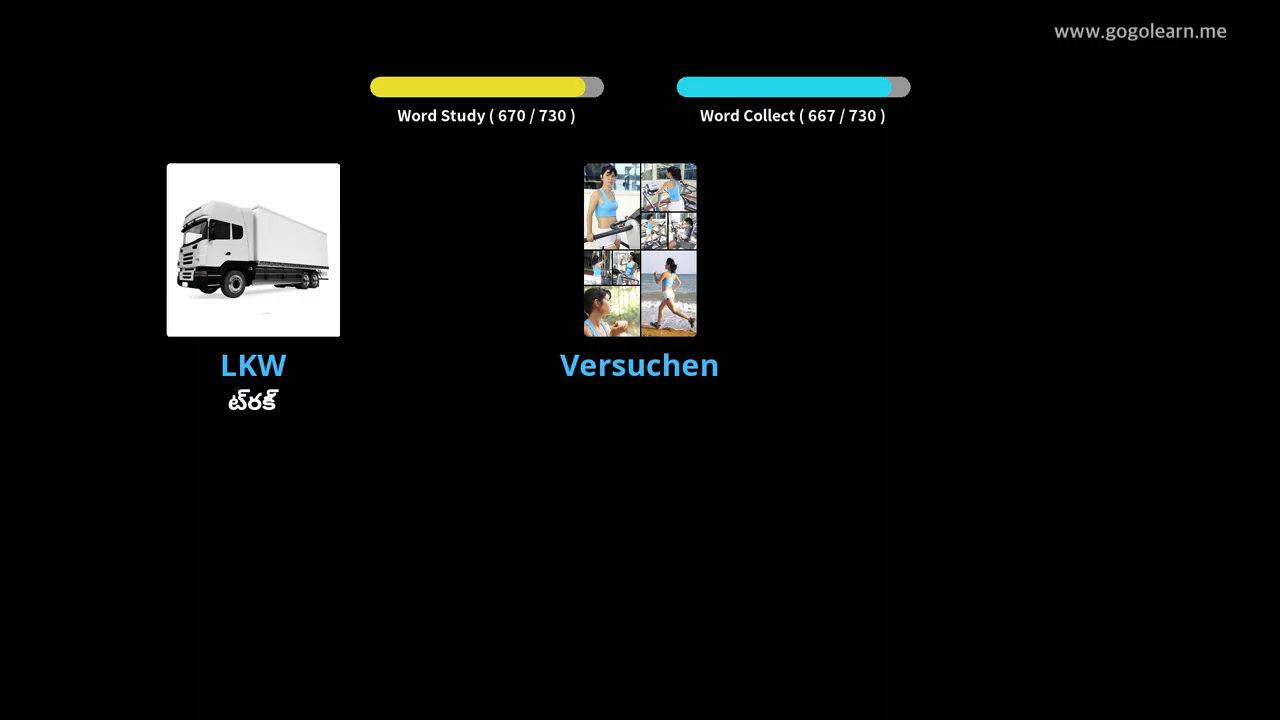 www.gogolearn.me
Word Study ( 670 / 730 )
Word Collect ( 667 / 730 )
LKW
ట్రక్
Versuchen